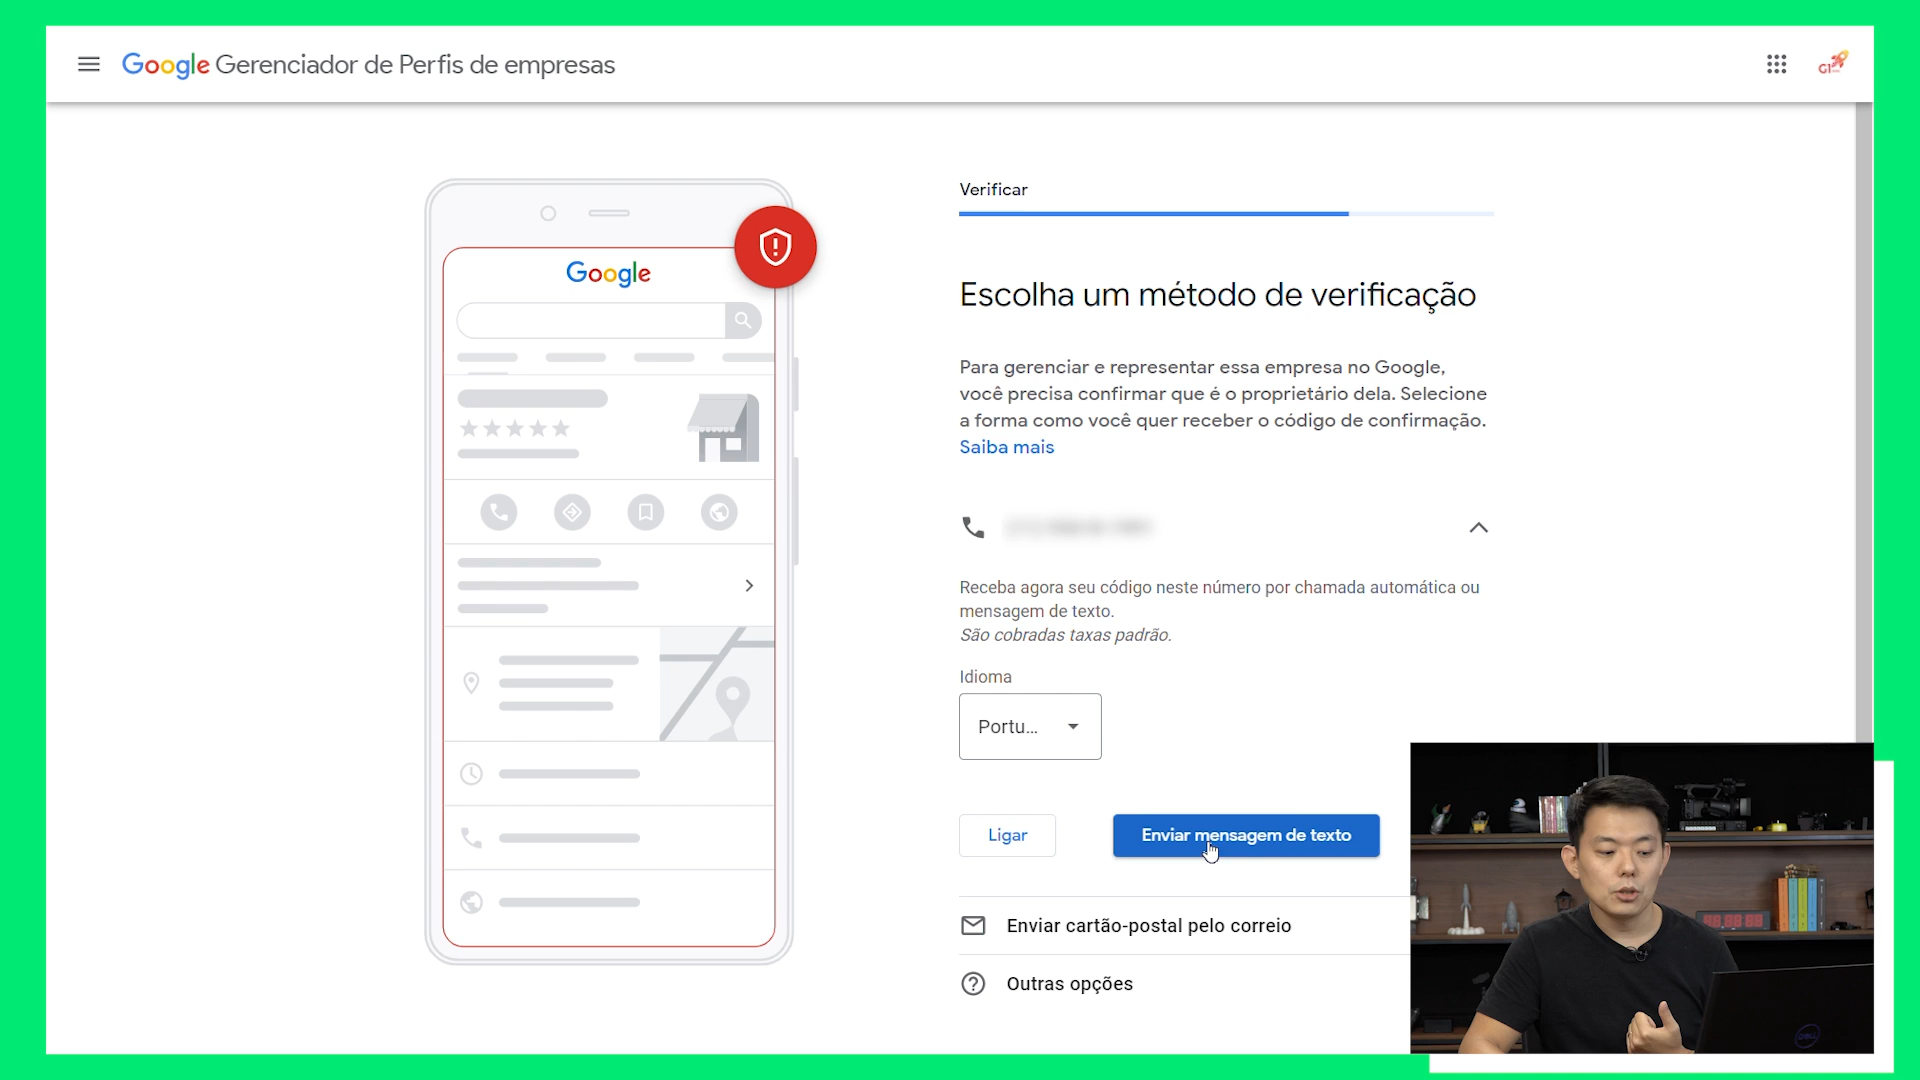 Google Gerenciador de Perfis de empresas
G1
Google
Verificar
Escolha um método de verificação
Para gerenciar e representar essa empresa no Google,
você precisa confirmar que é o proprietário dela. Selecione
a forma como você quer receber o código de confirmação.
Saiba mais
Receba agora seu código neste número por chamada automática ou
mensagem de texto.
São cobradas taxas padrão.
Idioma
Portu...
Ligar
Enviar mensagem de texto
Enviar cartão-postal pelo correio
Outras opções
DELL